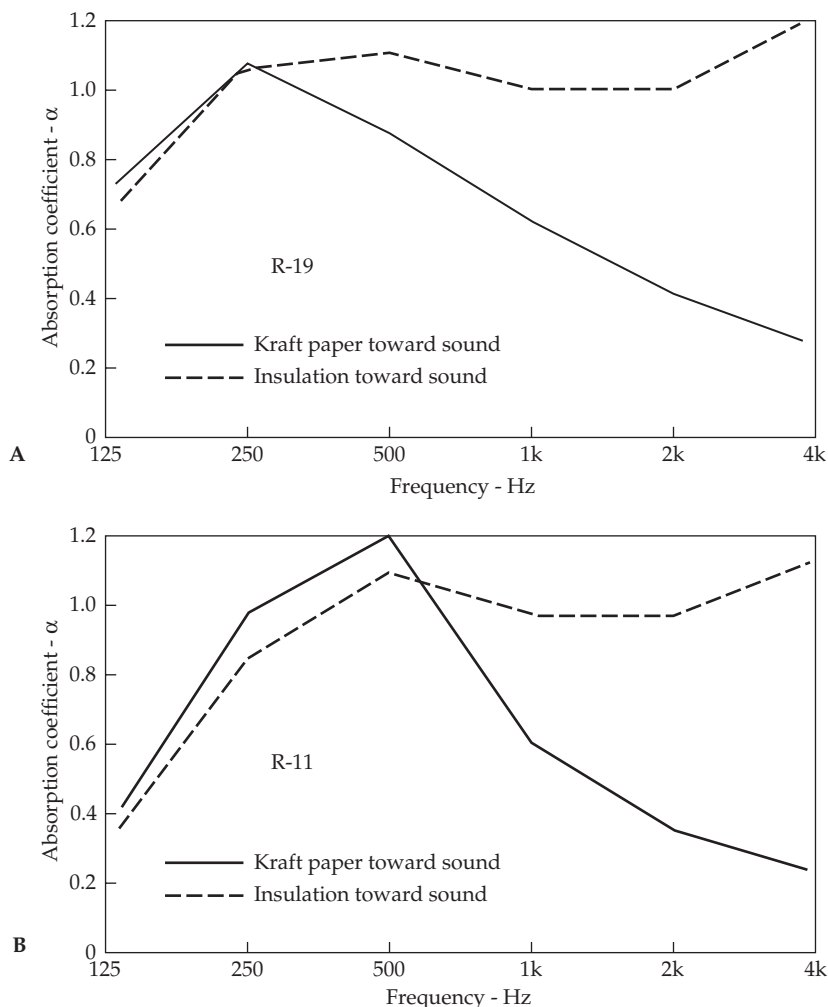 1.2
1.0
0.8
0.6
0.4
0.2
0
Absorption coefficient - α
R-19
Kraft paper toward sound
Insulation toward sound
A
125 250 500 1k 2k 4k
Frequency - Hz
1.2
1.0
0.8
0.6
0.4
0.2
0
Absorption coefficient - α
R-11
Kraft paper toward sound
Insulation toward sound
B
125 250 500 1k 2k 4k
Frequency - Hz